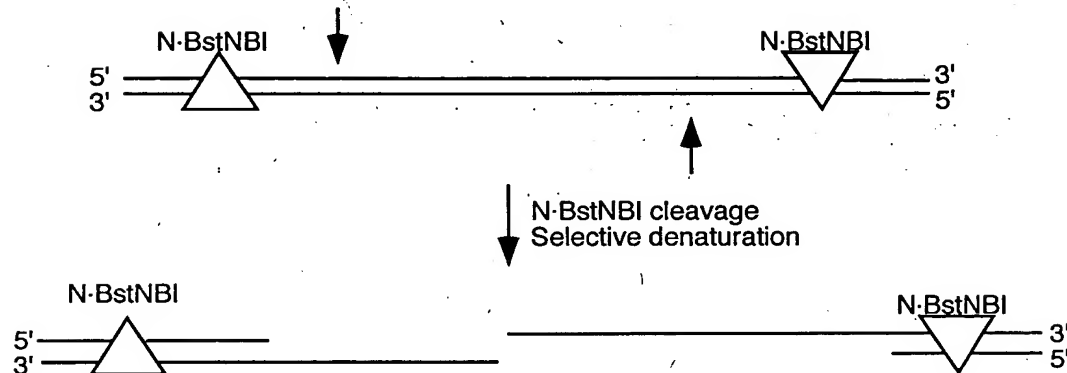 N·BstNBI N·BstNBI
5' 3'
3' 5'
N·BstNBI cleavage
Selective denaturation
N·BstNBI N·BstNBI
5' 3'
3' 5'